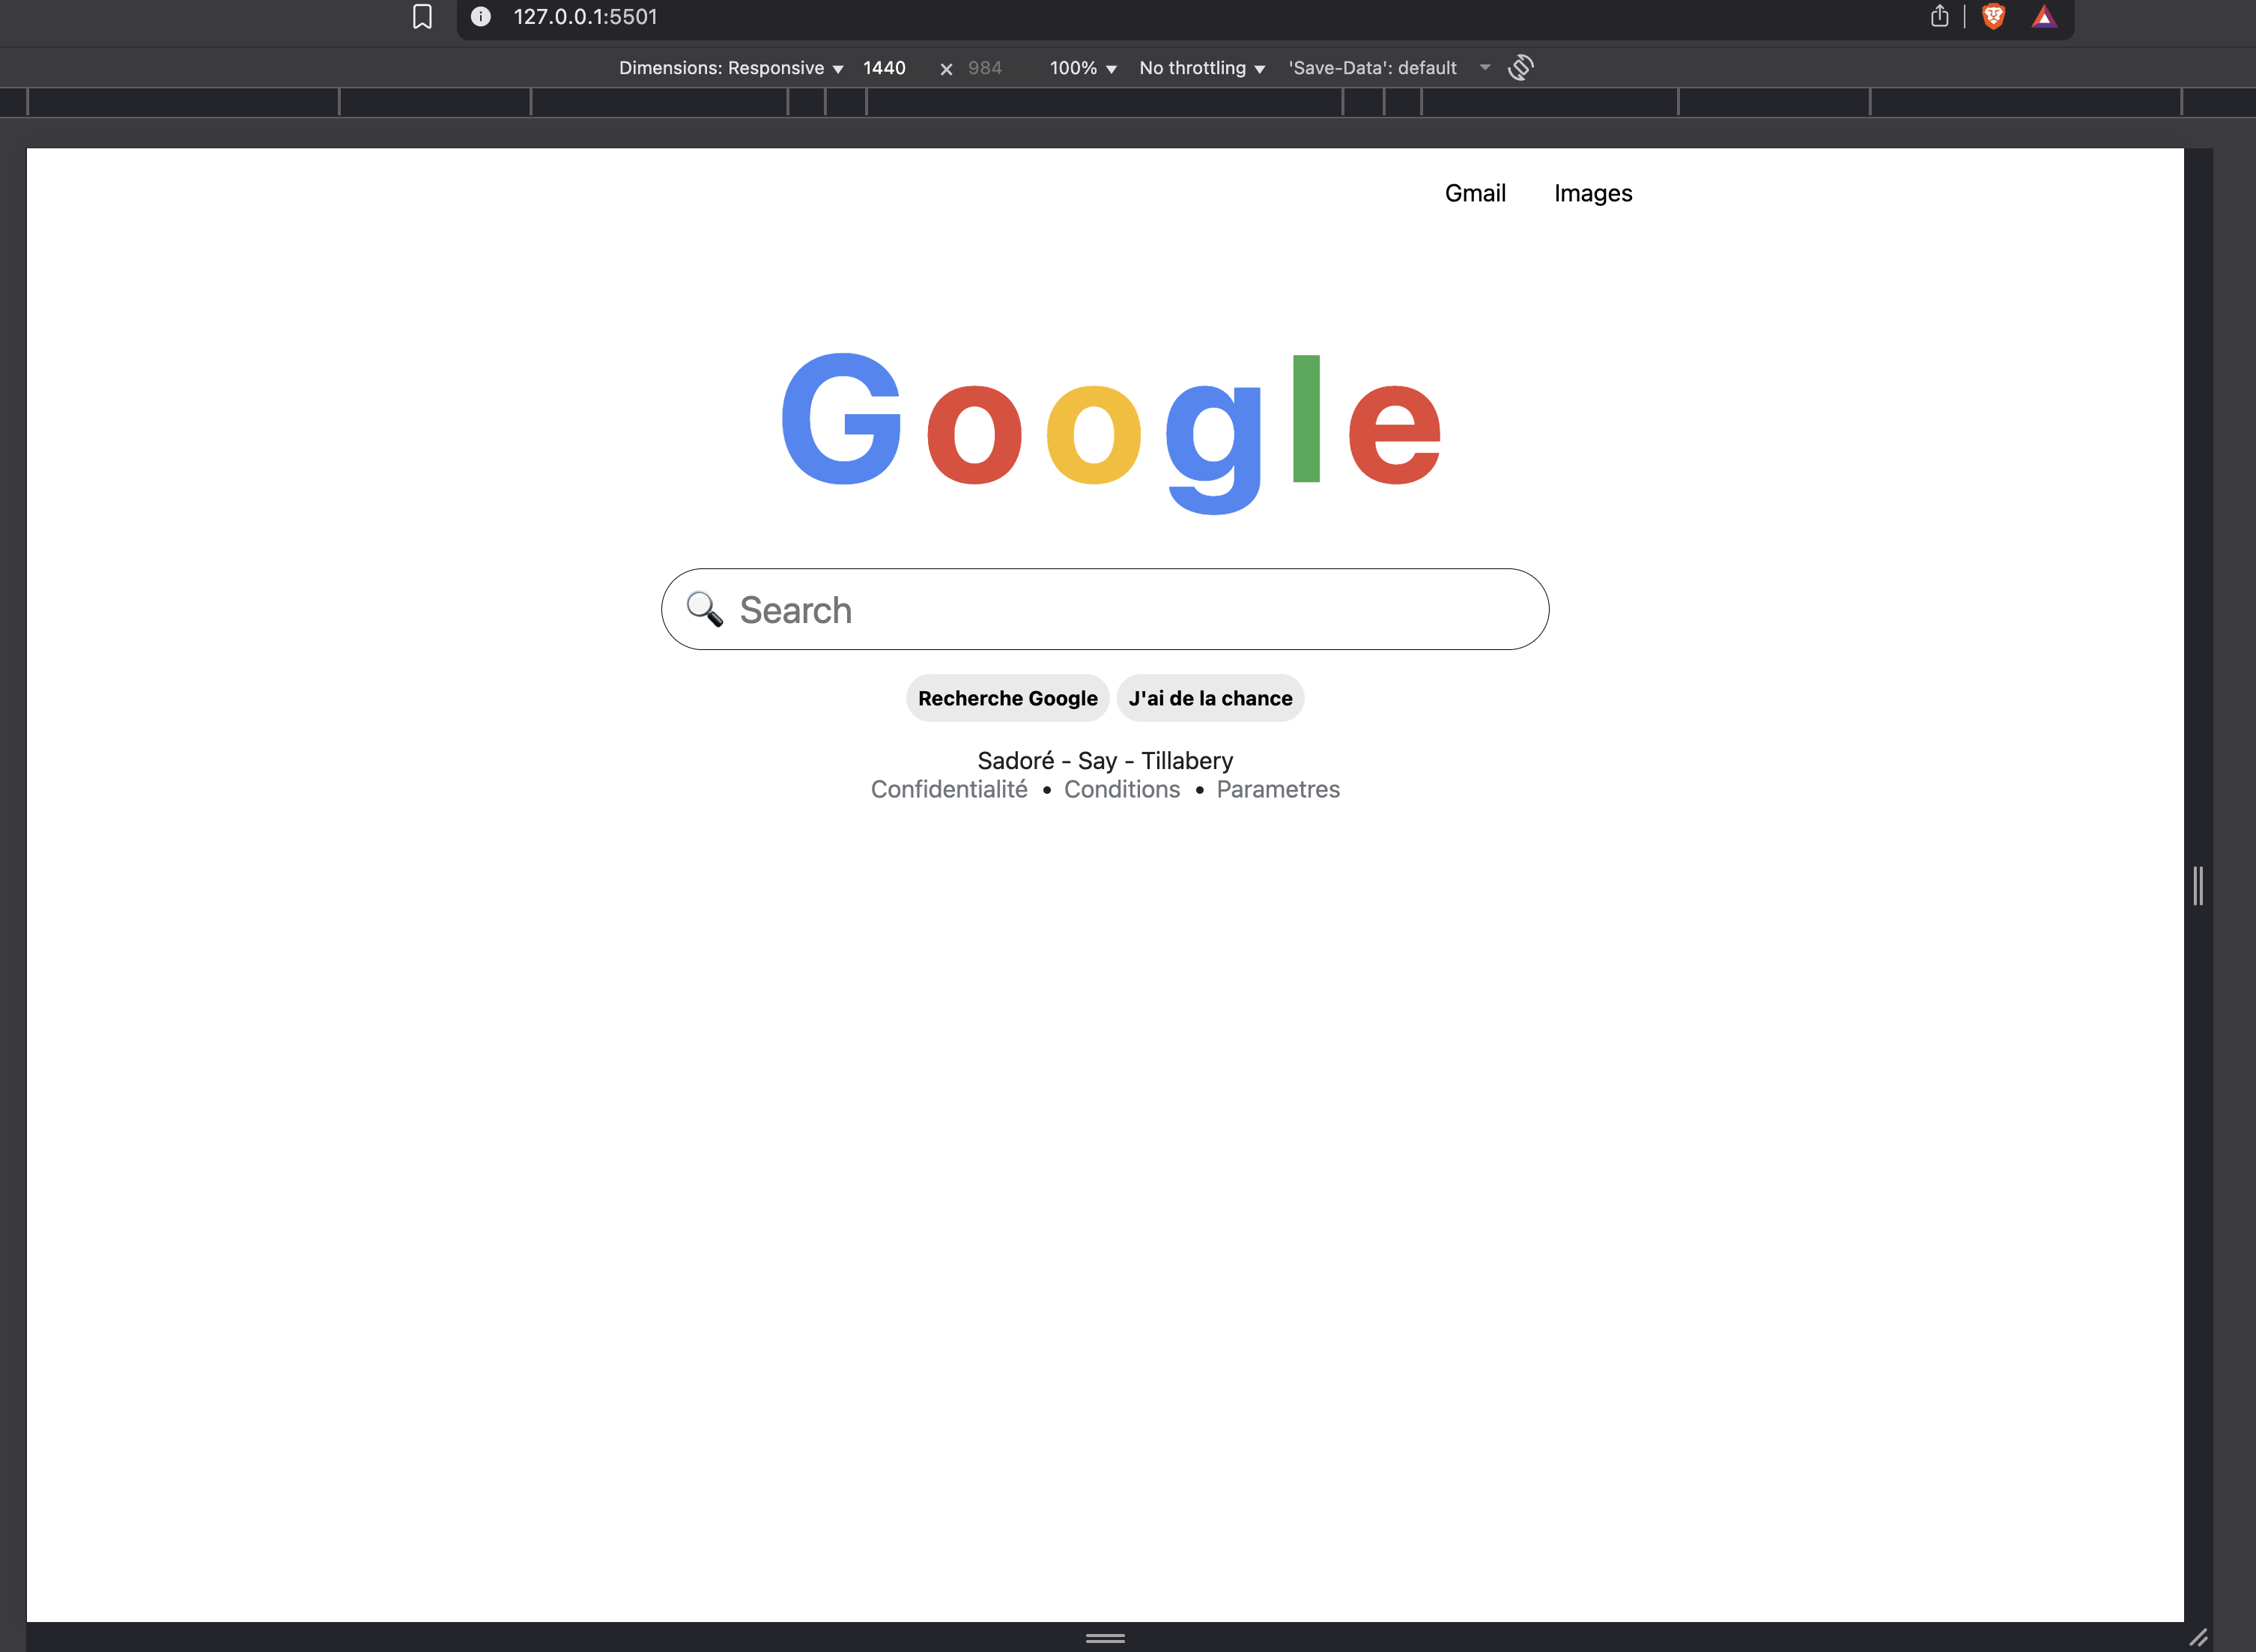 127.0.0.1:5501
Dimensions: Responsive 1440 × 984 100% No throttling 'Save-Data': default
Gmail Images
Google
Search
Recherche Google J'ai de la chance
Sadoré - Say - Tillabery
Confidentialité • Conditions • Parametres